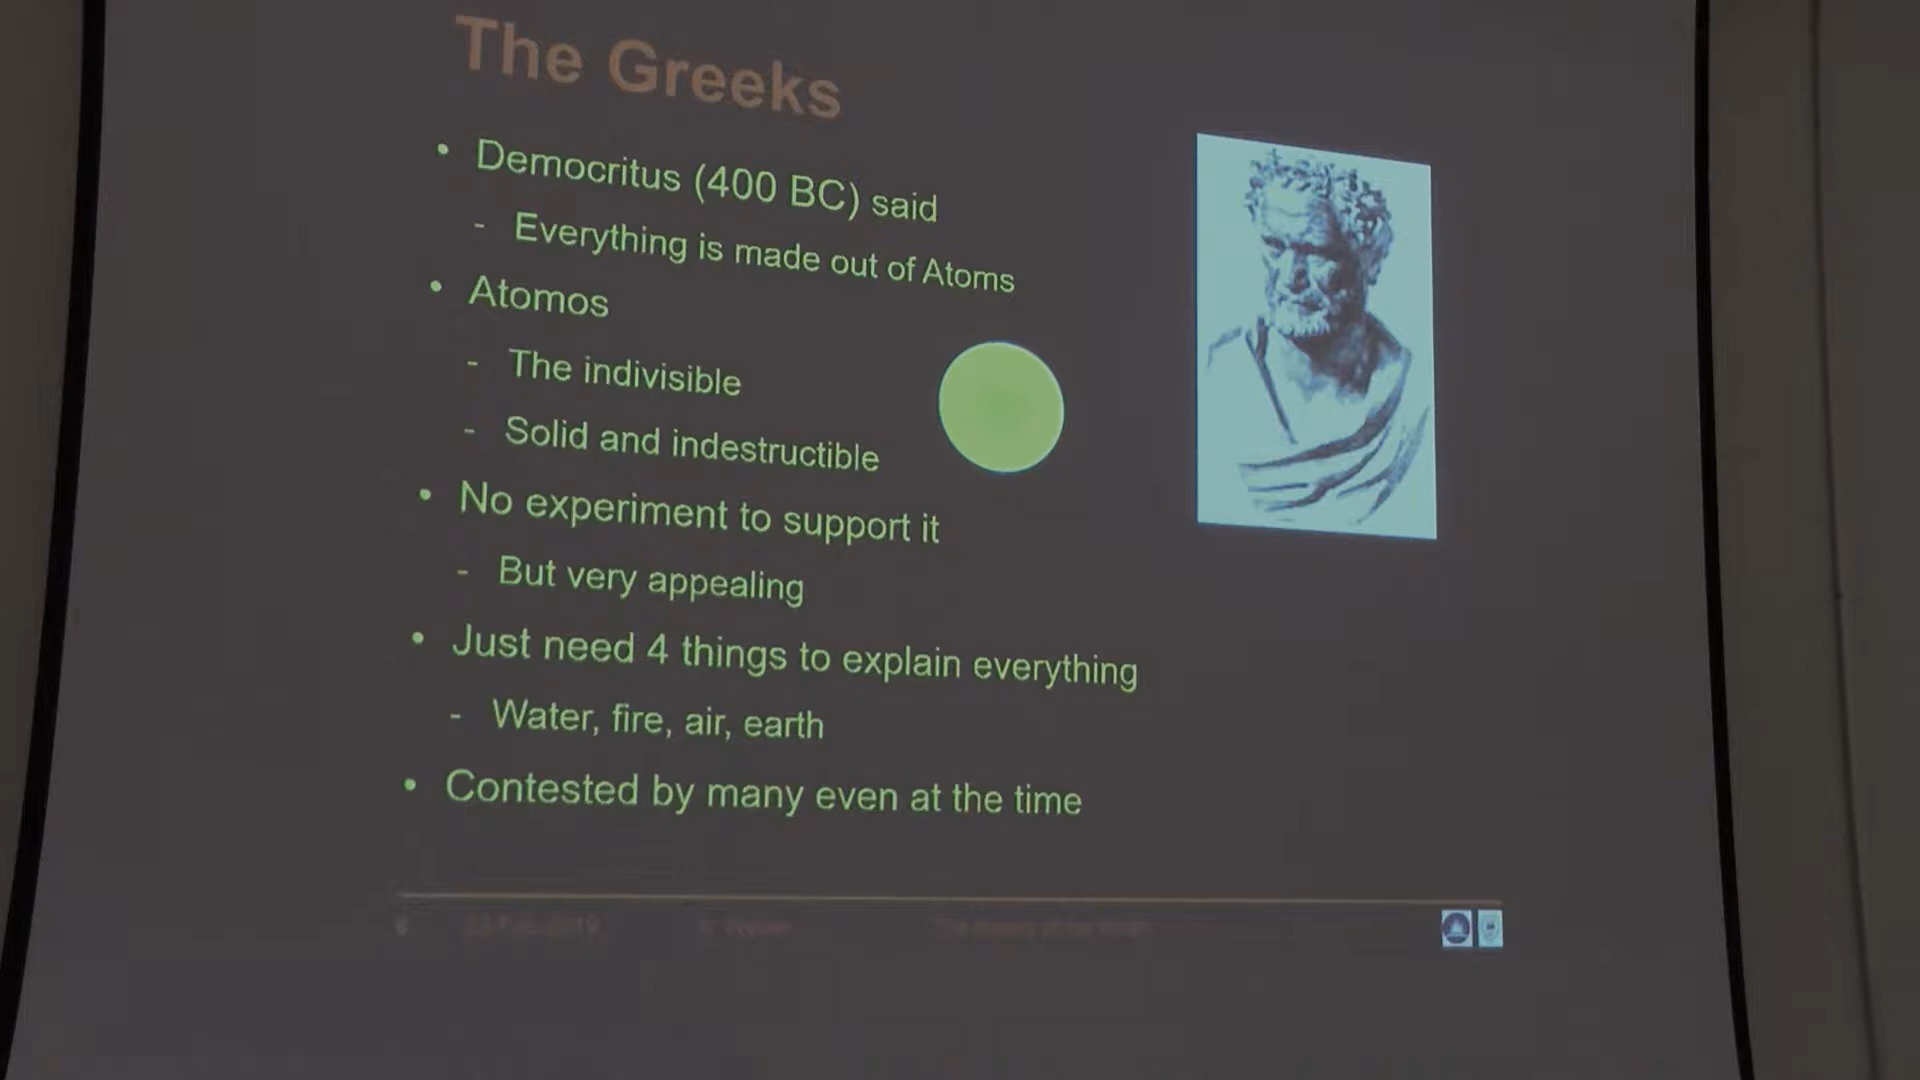 The Greeks
• Democritus (400 BC) said
- Everything is made out of Atoms
• Atomos
- The indivisible
- Solid and indestructible
• No experiment to support it
- But very appealing
• Just need 4 things to explain everything
- Water, fire, air, earth
• Contested by many even at the time